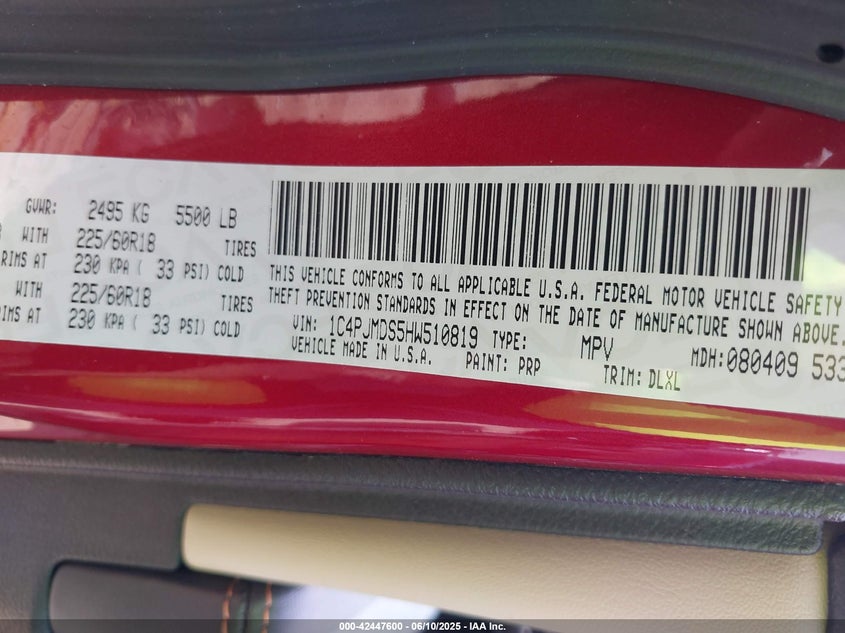 GVWR: 2495 KG 5500 LB
WITH 225/60R18 TIRES
RIMS AT 230 KPA ( 33 PSI) COLD
WITH 225/60R18 TIRES
RIMS AT 230 KPA ( 33 PSI) COLD
THIS VEHICLE CONFORMS TO ALL APPLICABLE U.S.A. FEDERAL MOTOR VEHICLE SAFETY
THEFT PREVENTION STANDARDS IN EFFECT ON THE DATE OF MANUFACTURE SHOWN ABOVE.
VIN: 1C4PJMDS5HW510819 TYPE: MPV MDH:080409 533
VEHICLE MADE IN U.S.A. PAINT: PRP TRIM: DLXL
000-42447600 - 06/10/2025 - IAA Inc.